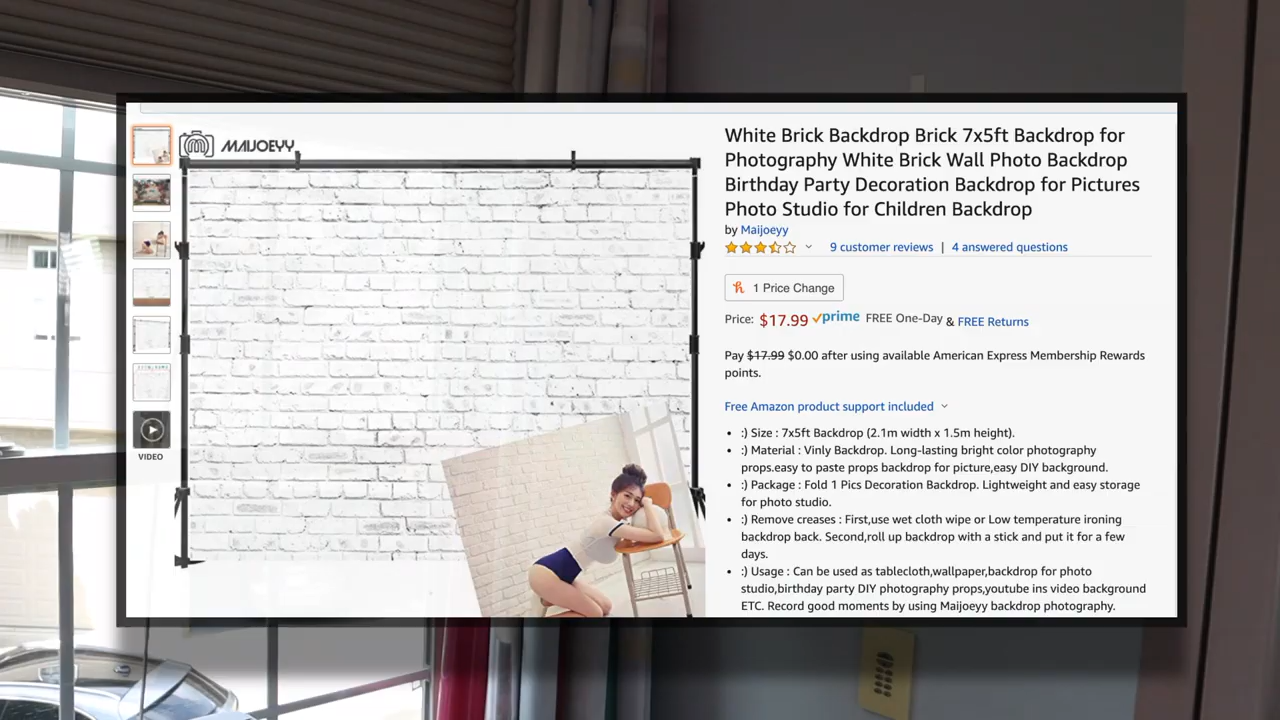 MAIJOEYY
VIDEO
White Brick Backdrop Brick 7x5ft Backdrop for
Photography White Brick Wall Photo Backdrop
Birthday Party Decoration Backdrop for Pictures
Photo Studio for Children Backdrop
by Maijoeyy
9 customer reviews | 4 answered questions
1 Price Change
Price: $17.99 prime FREE One-Day & FREE Returns
Pay $17.99 $0.00 after using available American Express Membership Rewards
points.
Free Amazon product support included
• :) Size : 7x5ft Backdrop (2.1m width x 1.5m height).
• :) Material : Vinly Backdrop. Long-lasting bright color photography
props.easy to paste props backdrop for picture,easy DIY background.
• :) Package : Fold 1 Pics Decoration Backdrop. Lightweight and easy storage
for photo studio.
• :) Remove creases : First,use wet cloth wipe or Low temperature ironing
backdrop back. Second,roll up backdrop with a stick and put it for a few
days.
• :) Usage : Can be used as tablecloth,wallpaper,backdrop for photo
studio,birthday party DIY photography props,youtube ins video background
ETC. Record good moments by using Maijoeyy backdrop photography.